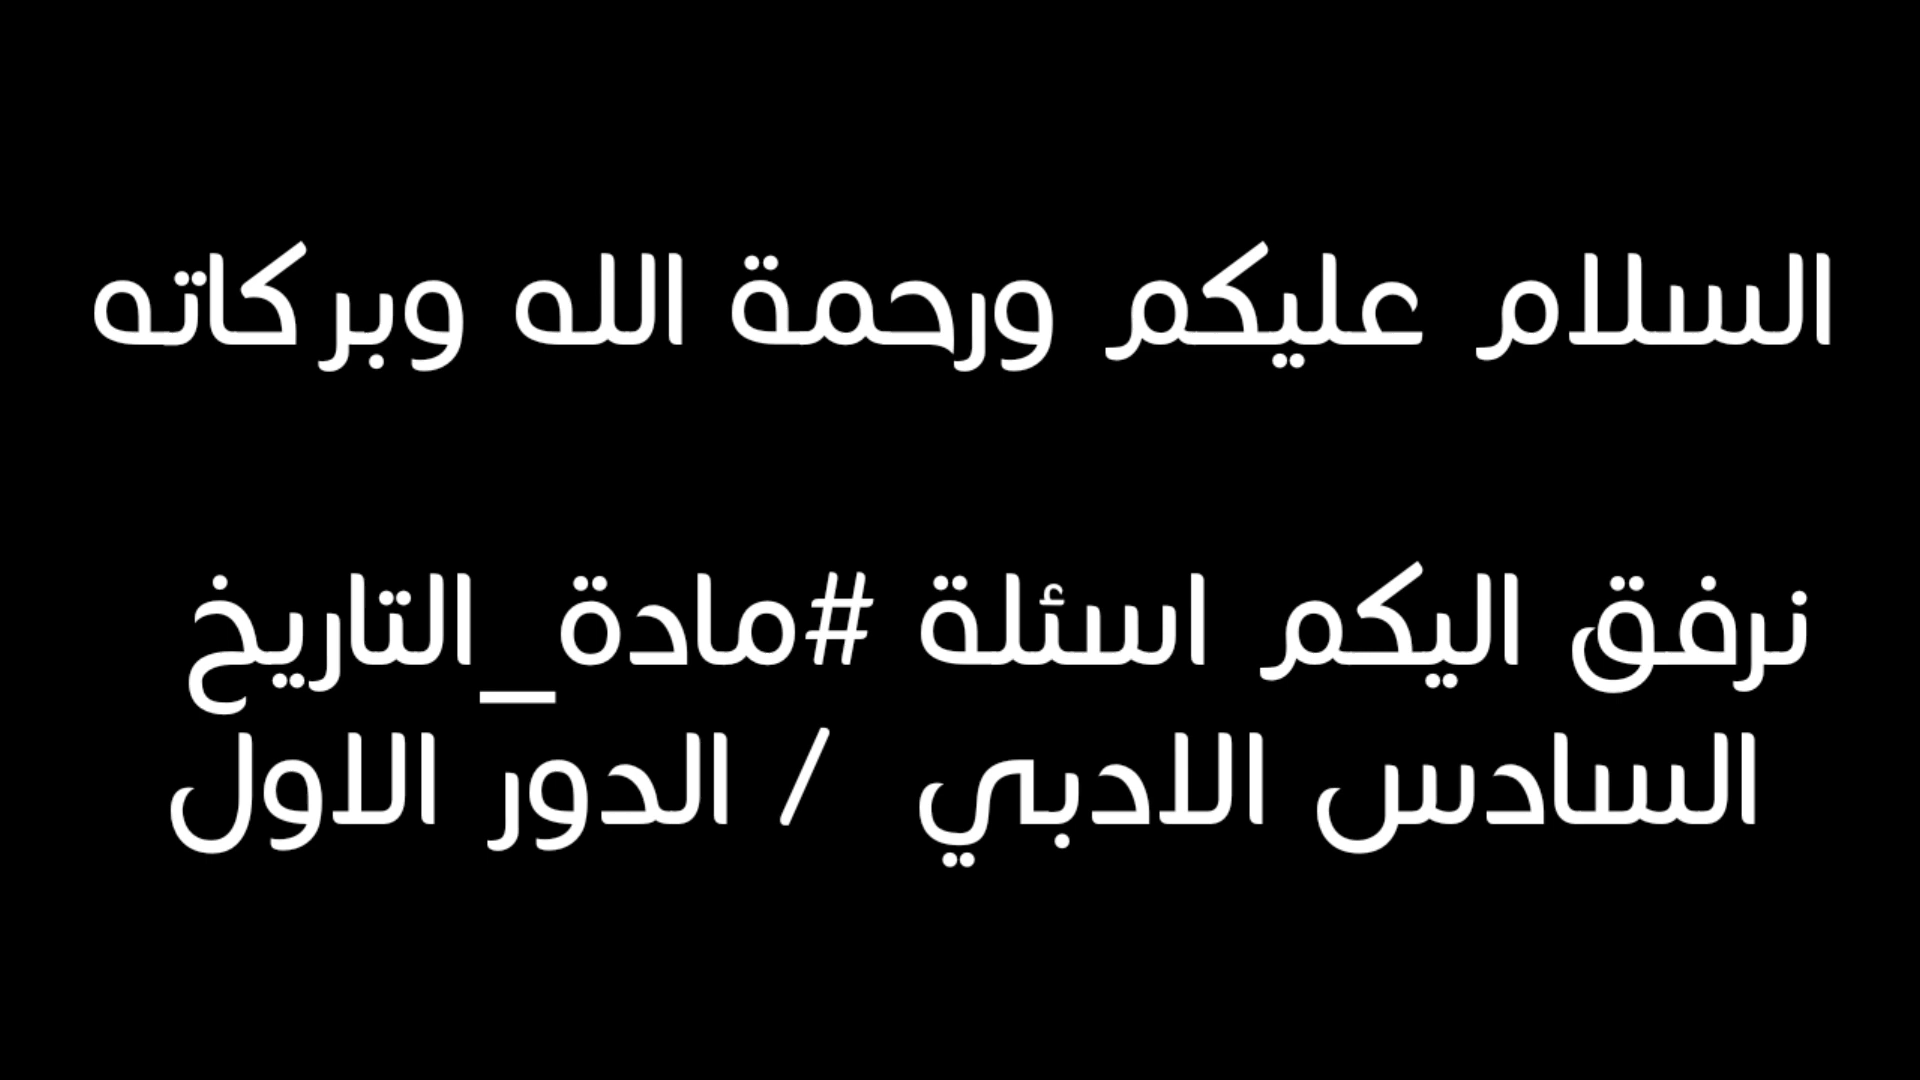 السلام عليكم ورحمة الله وبركاته
نرفق اليكم اسئلة #مادة_التاريخ
السادس الادبي / الدور الاول